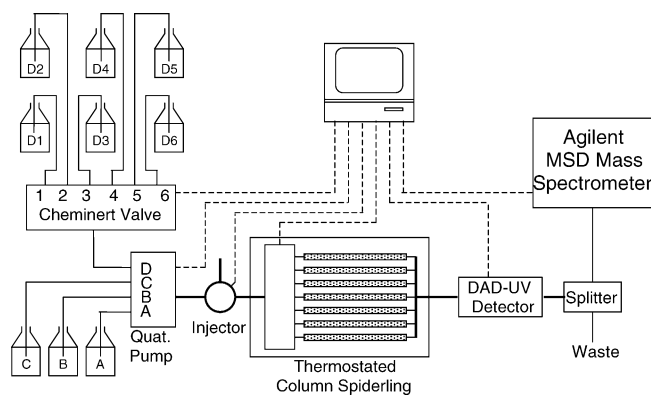 D2
D4
D5
D1
D3
D6
1 2 3 4 5 6
Cheminert Valve
Agilent
MSD Mass
Spectrometer
D
C
B
A
Quat.
Pump
Injector
Thermostated
Column Spiderling
DAD-UV
Detector
Splitter
Waste
C
B
A